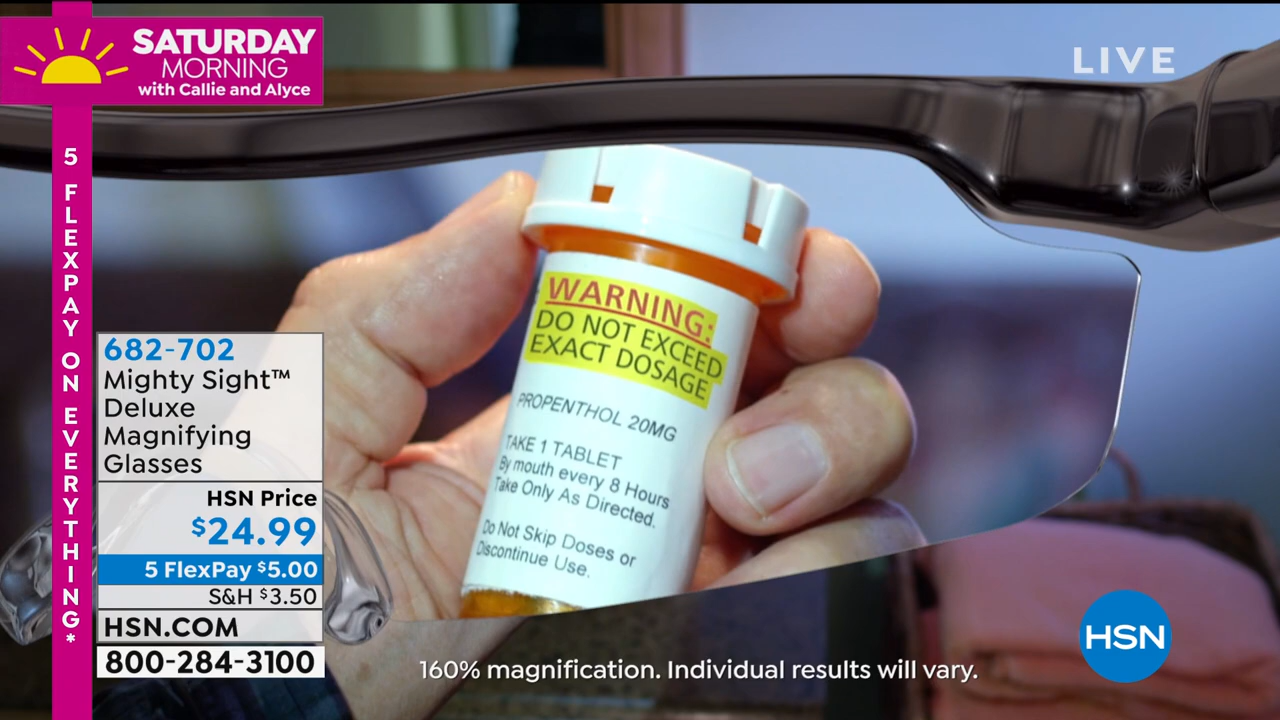 SATURDAY
MORNING
with Callie and Alyce
LIVE
5 FLEXPAY ON EVERYTHING*
WARNING:
DO NOT EXCEED
EXACT DOSAGE
PROPENTHOL 20MG
TAKE 1 TABLET
By mouth every 8 Hours
Take Only As Directed.
Do Not Skip Doses or
Discontinue Use.
682-702
Mighty Sight™
Deluxe
Magnifying
Glasses
HSN Price
$24.99
5 FlexPay $5.00
S&H $3.50
HSN.COM
800-284-3100
160% magnification. Individual results will vary.
HSN